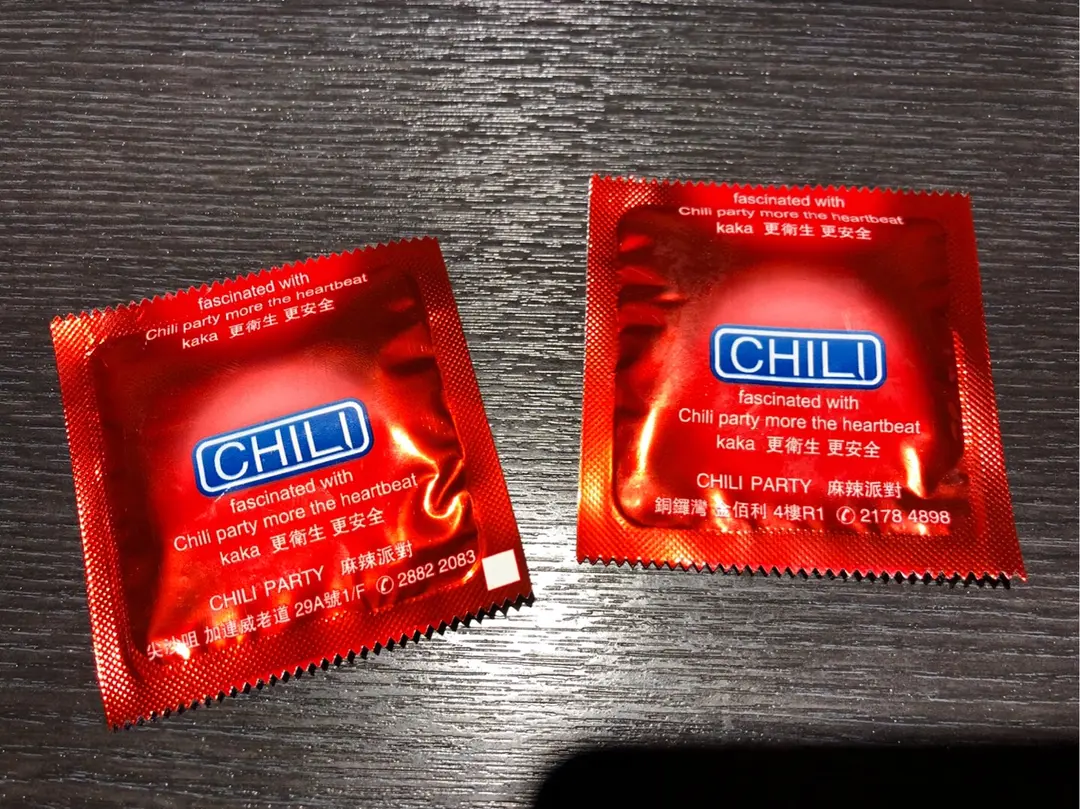 fascinated with
Chili party more the heartbeat
kaka 更衛生 更安全
CHILI
fascinated with
Chili party more the heartbeat
kaka 更衛生 更安全
CHILI PARTY 麻辣派對
尖沙咀 加連威老道 29A號1/F ✆ 2882 2083
fascinated with
Chili party more the heartbeat
kaka 更衛生 更安全
CHILI
fascinated with
Chili party more the heartbeat
kaka 更衛生 更安全
CHILI PARTY 麻辣派對
銅鑼灣 金佰利 4樓R1 ✆ 2178 4898